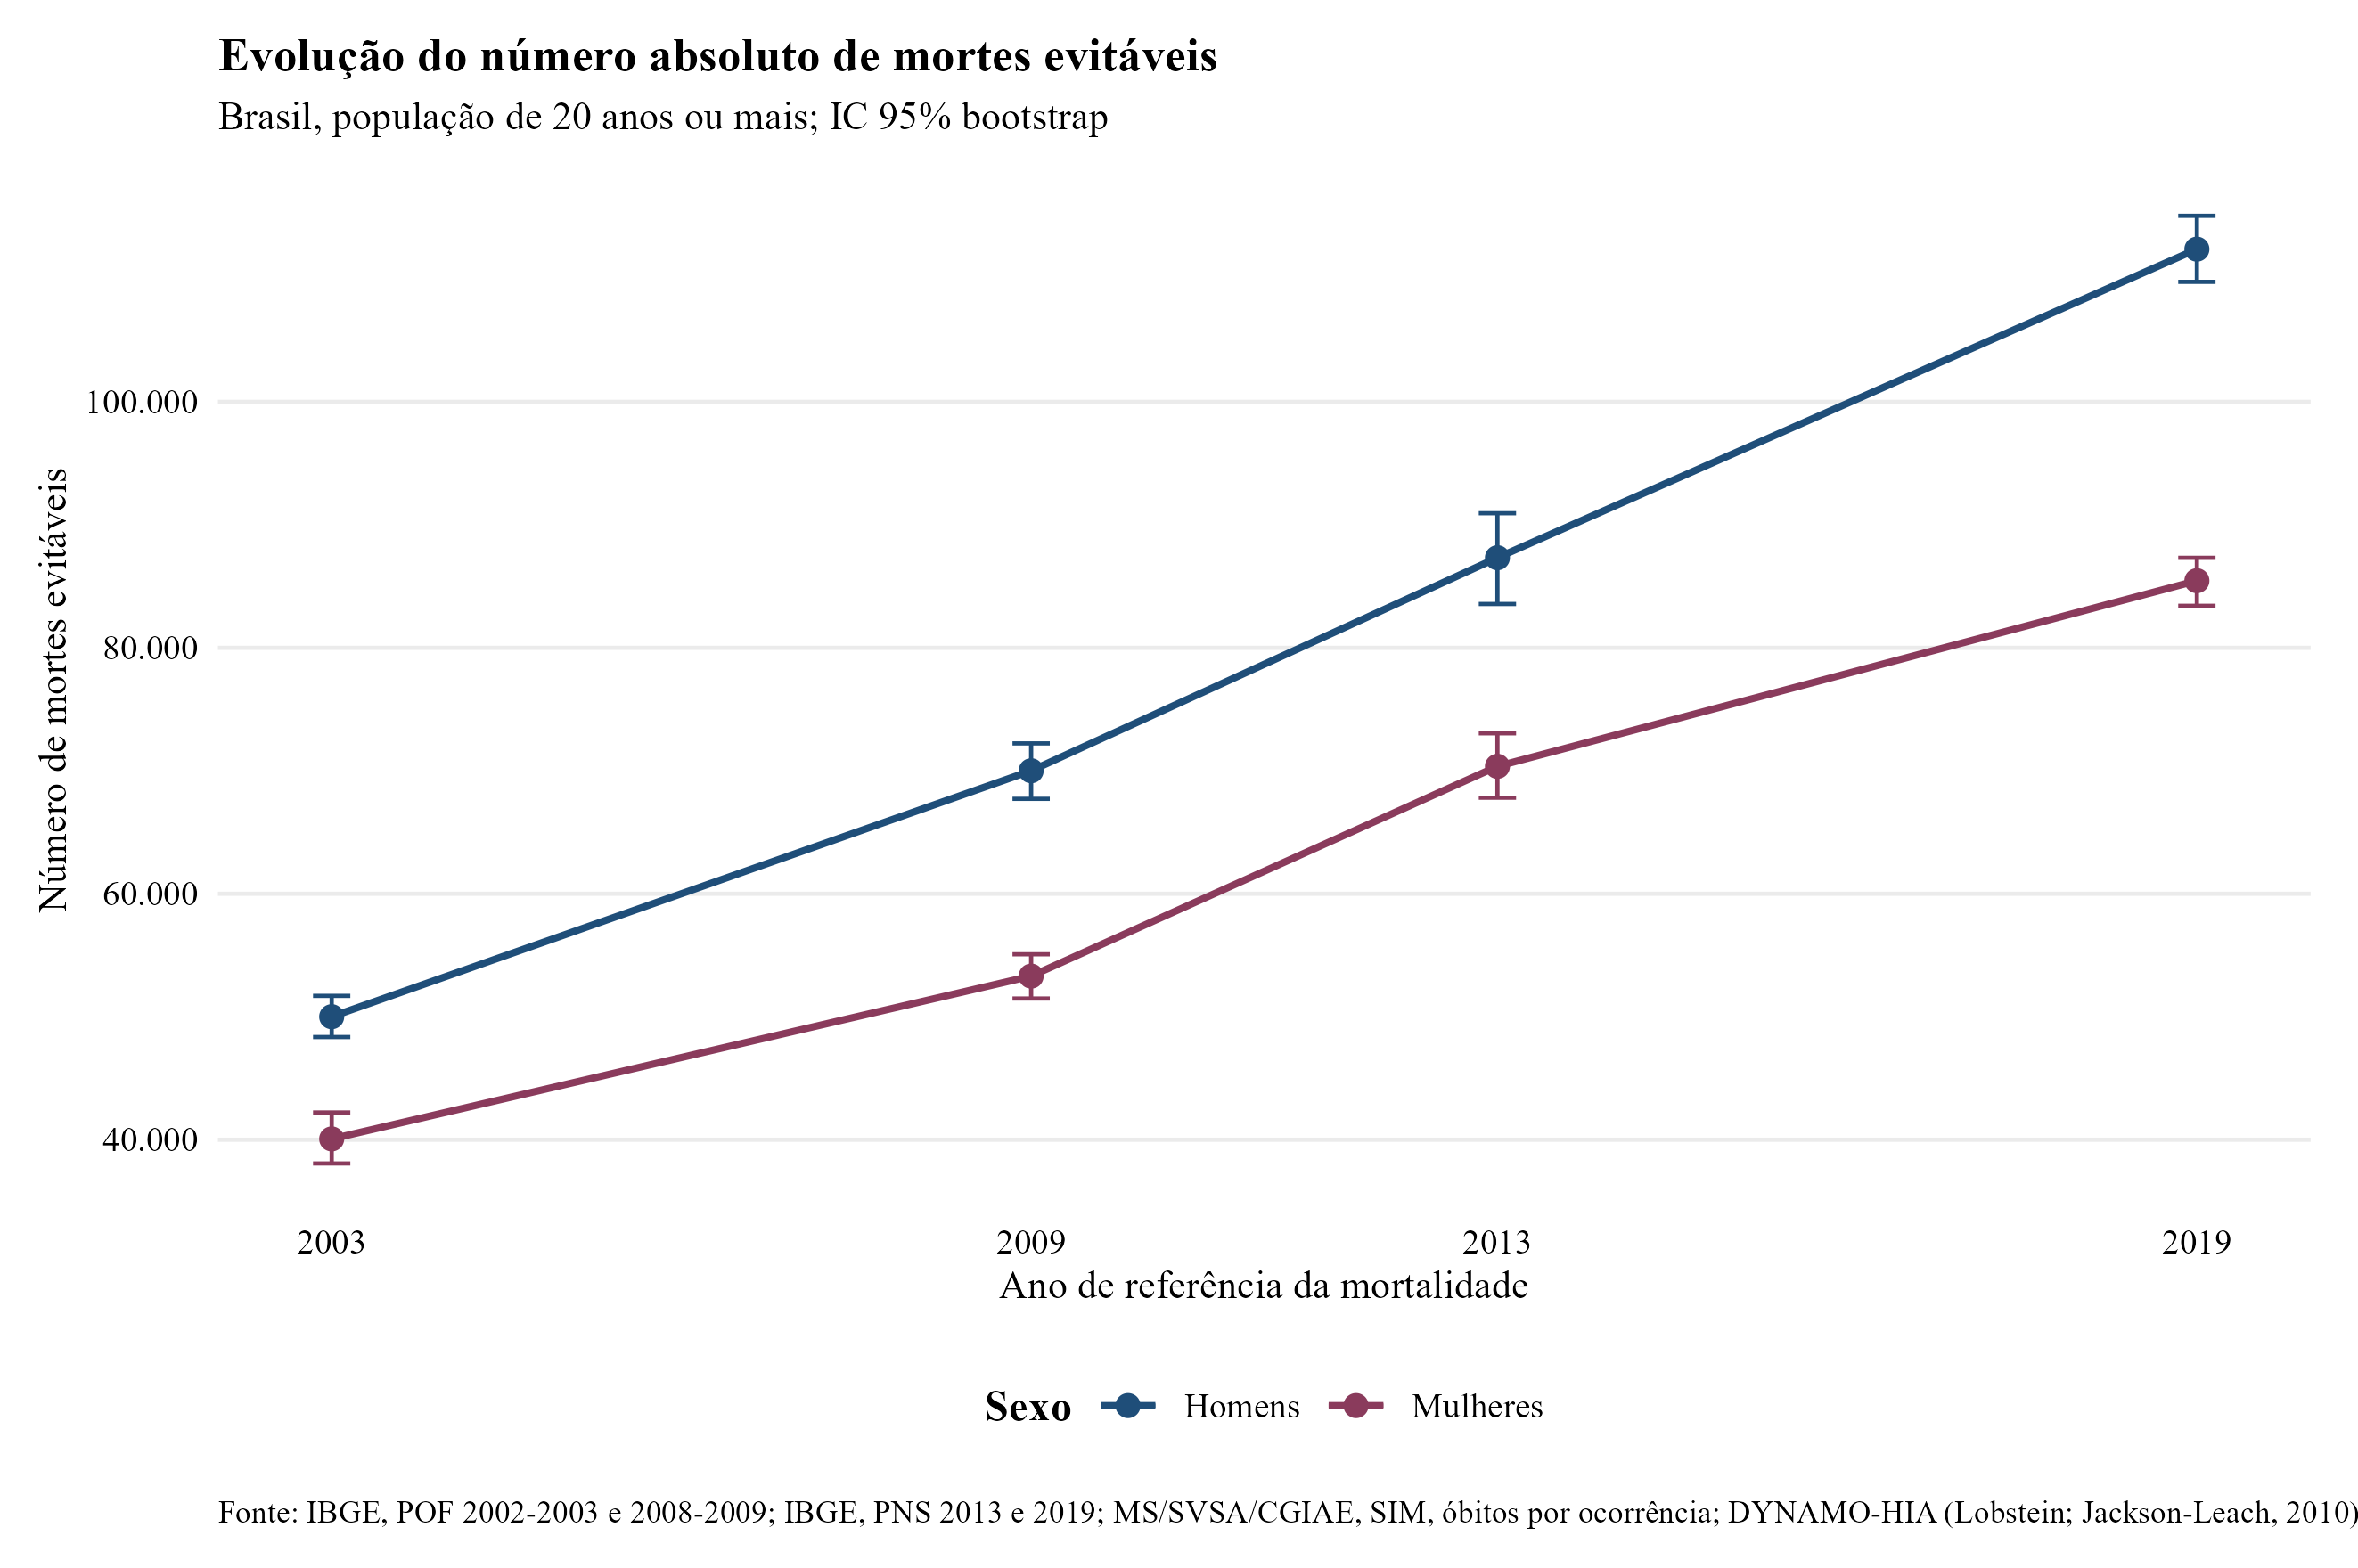 Evolução do número absoluto de mortes evitáveis
Brasil, população de 20 anos ou mais; IC 95% bootstrap
Número de mortes evitáveis
100.000
80.000
60.000
40.000
2003
2009
2013
2019
Ano de referência da mortalidade
Sexo
Homens
Mulheres
Fonte: IBGE, POF 2002-2003 e 2008-2009; IBGE, PNS 2013 e 2019; MS/SVSA/CGIAE, SIM, óbitos por ocorrência; DYNAMO-HIA (Lobstein; Jackson-Leach, 2010)